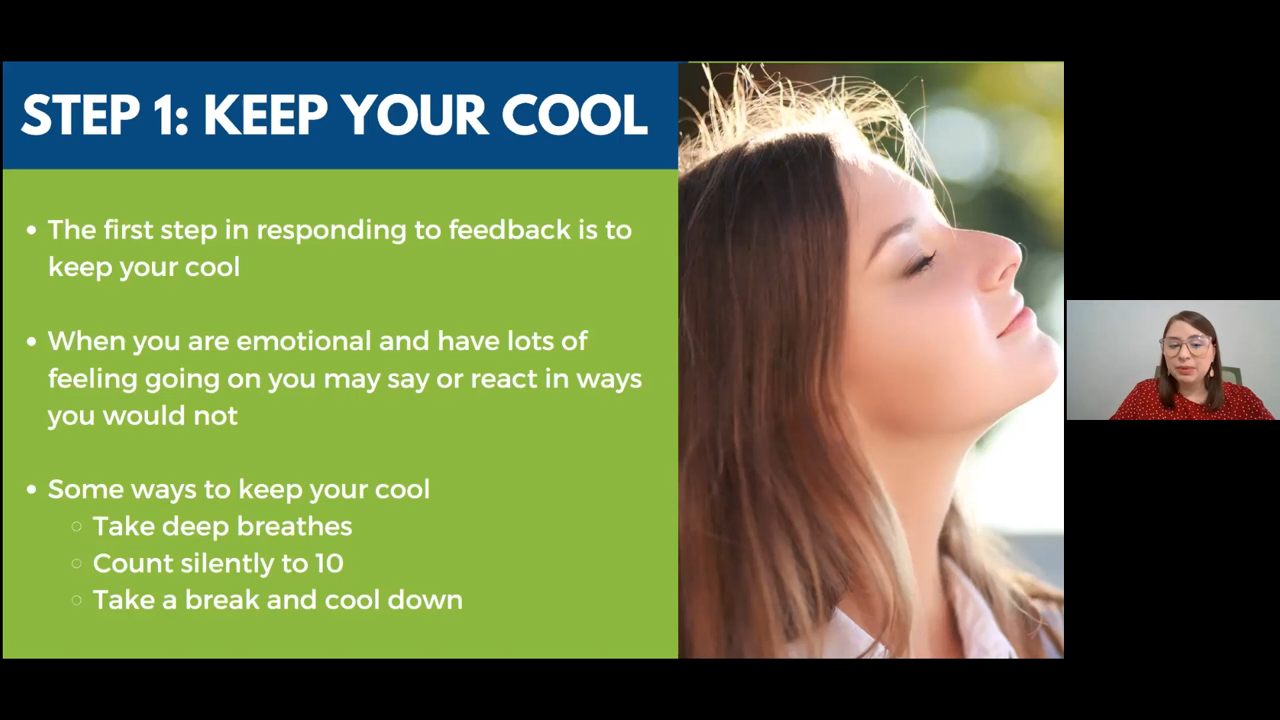 STEP 1: KEEP YOUR COOL
• The first step in responding to feedback is to
keep your cool
• When you are emotional and have lots of
feeling going on you may say or react in ways
you would not
• Some ways to keep your cool
○ Take deep breathes
○ Count silently to 10
○ Take a break and cool down